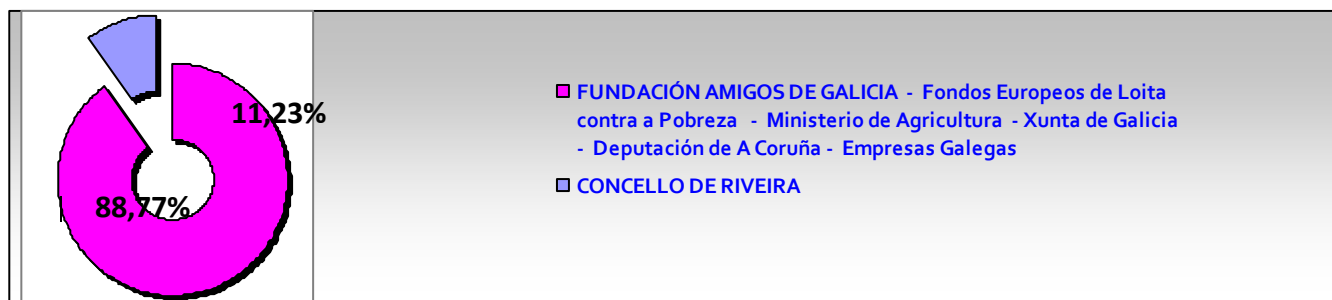 11,23%
88,77%
FUNDACIÓN AMIGOS DE GALICIA - Fondos Europeos de Loita
contra a Pobreza - Ministerio de Agricultura - Xunta de Galicia
- Deputación de A Coruña - Empresas Galegas
CONCELLO DE RIVEIRA